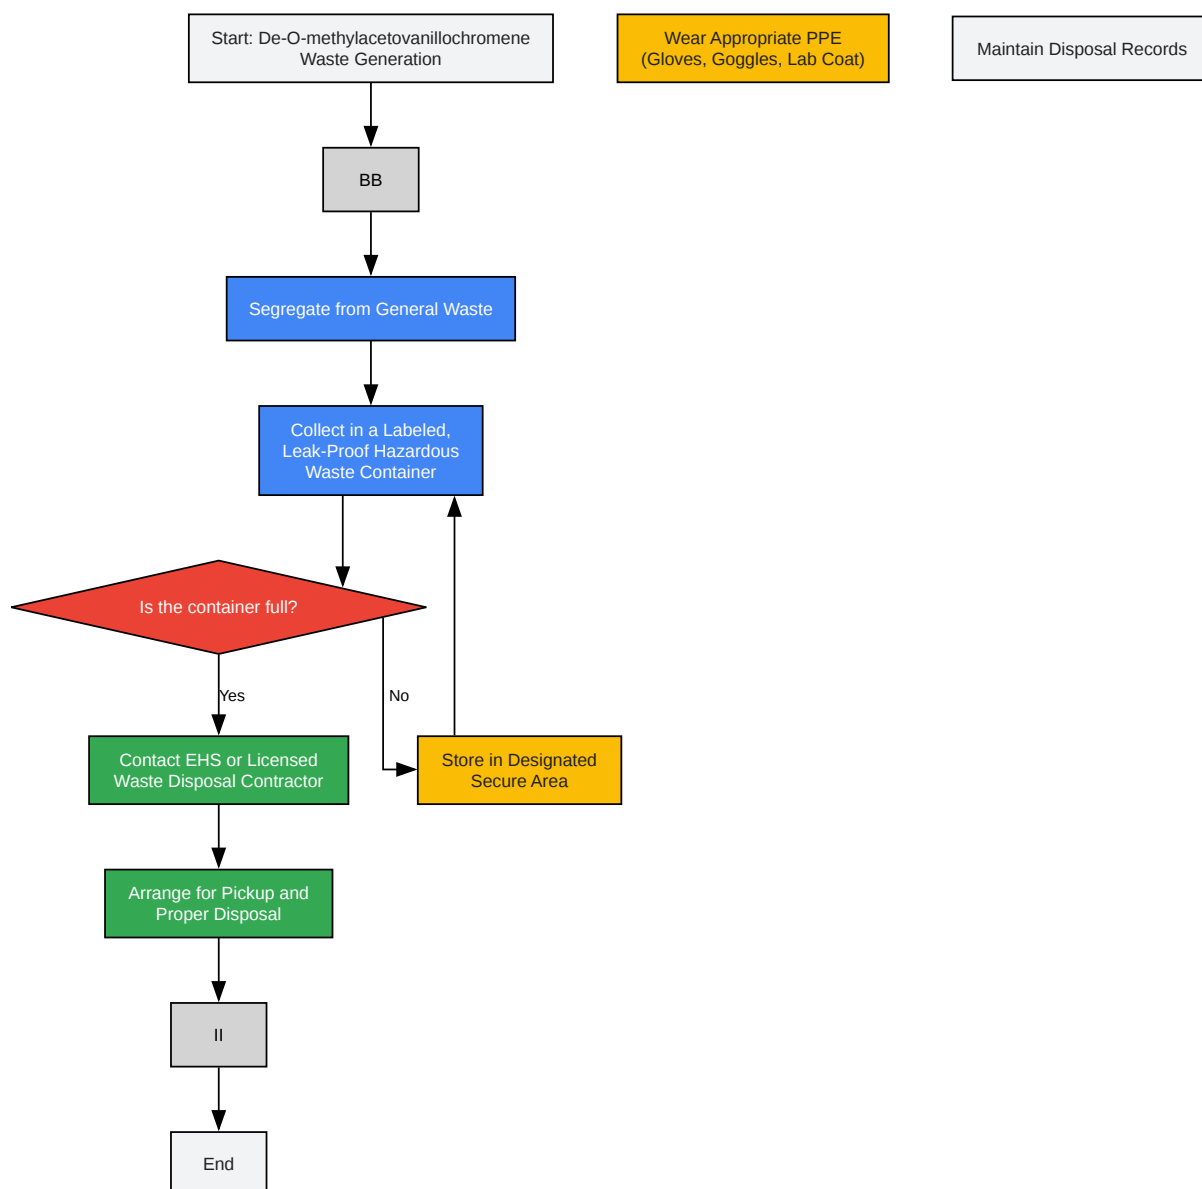 Start: De-O-methylacetovanillochromene
Waste Generation
Wear Appropriate PPE
(Gloves, Goggles, Lab Coat)
Maintain Disposal Records
BB
Segregate from General Waste
Collect in a Labeled,
Leak-Proof Hazardous
Waste Container
Is the container full?
Yes
No
Contact EHS or Licensed
Waste Disposal Contractor
Store in Designated
Secure Area
Arrange for Pickup and
Proper Disposal
II
End